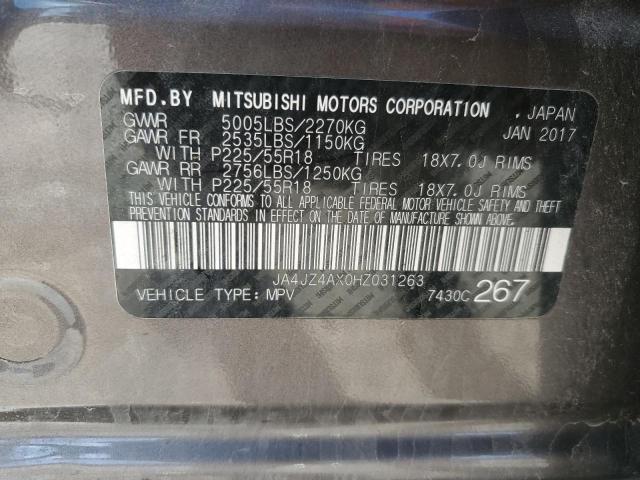 MFD.BY MITSUBISHI MOTORS CORPORATION . JAPAN
GVWR 5005LBS/2270KG JAN 2017
GAWR FR 2535LBS/1150KG
WITH P225/55R18 TIRES 18X7.0J RIMS
GAWR RR 2756LBS/1250KG
WITH P225/55R18 TIRES 18X7.0J RIMS
THIS VEHICLE CONFORMS TO ALL APPLICABLE FEDERAL MOTOR VEHICLE SAFETY AND THEFT
PREVENTION STANDARDS IN EFFECT ON THE DATE OF MANUFACTURE SHOWN ABOVE.
JA4JZ4AX0HZ031263
VEHICLE TYPE:MPV 7430C 267